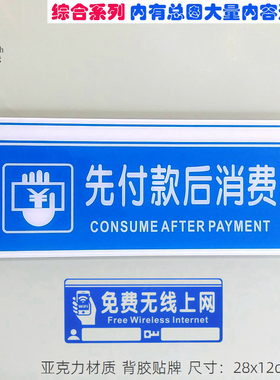 综合系列 内有总图大量内容
先付款后消费
CONSUME AFTER PAYMENT
免费无线上网
WiFi
Free Wireless Internet
亚克力材质 背胶贴牌 尺寸：28x12c